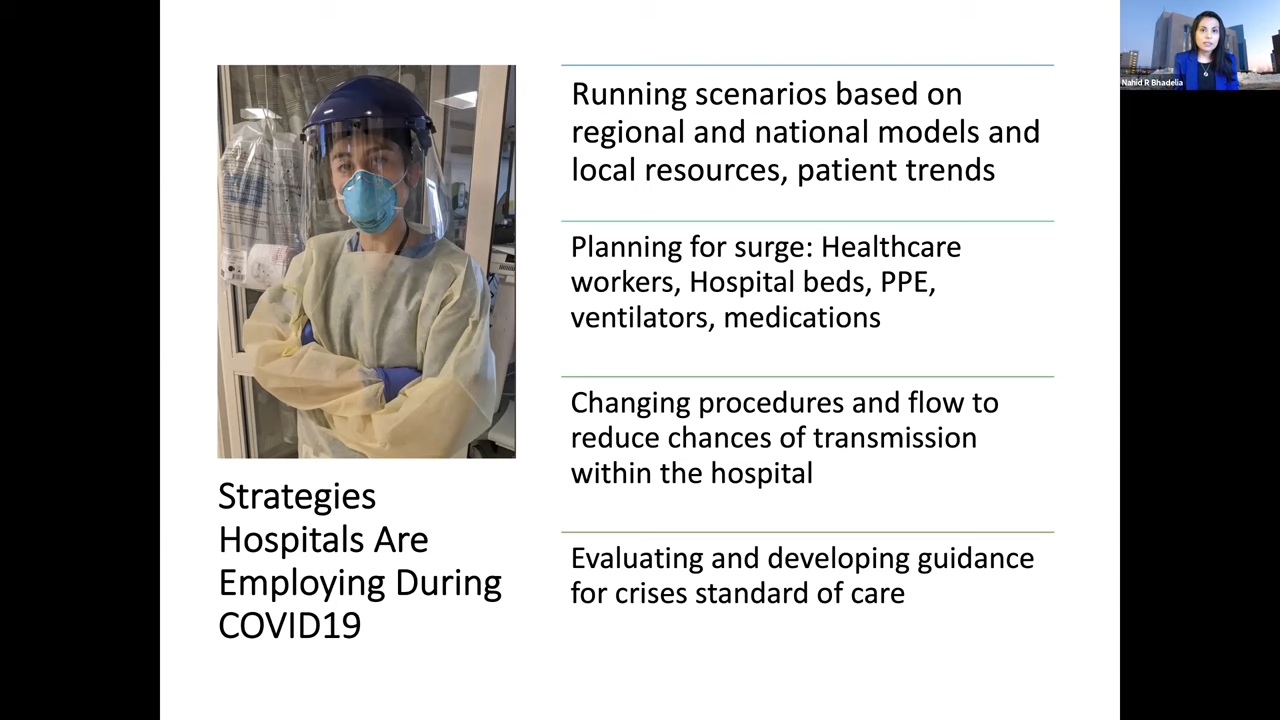 Nahid R Bhadelia
Running scenarios based on
regional and national models and
local resources, patient trends
Planning for surge: Healthcare
workers, Hospital beds, PPE,
ventilators, medications
Changing procedures and flow to
reduce chances of transmission
within the hospital
Evaluating and developing guidance
for crises standard of care
Strategies
Hospitals Are
Employing During
COVID19